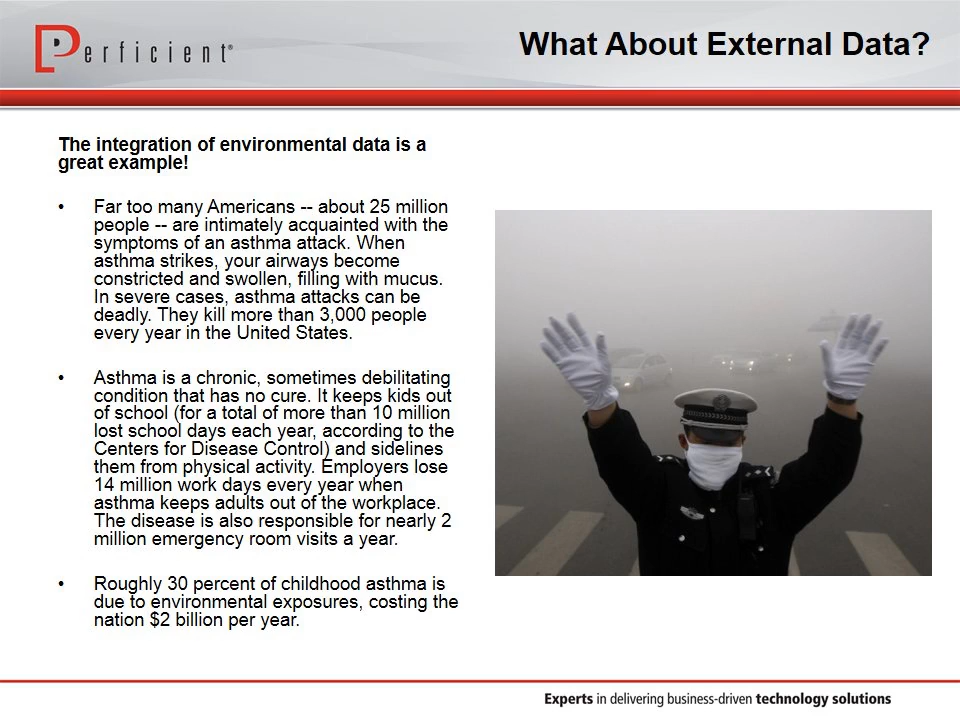 Perficient®
What About External Data?
The integration of environmental data is a
great example!
• Far too many Americans -- about 25 million
people -- are intimately acquainted with the
symptoms of an asthma attack. When
asthma strikes, your airways become
constricted and swollen, filling with mucus.
In severe cases, asthma attacks can be
deadly. They kill more than 3,000 people
every year in the United States.
• Asthma is a chronic, sometimes debilitating
condition that has no cure. It keeps kids out
of school (for a total of more than 10 million
lost school days each year, according to the
Centers for Disease Control) and sidelines
them from physical activity. Employers lose
14 million work days every year when
asthma keeps adults out of the workplace.
The disease is also responsible for nearly 2
million emergency room visits a year.
• Roughly 30 percent of childhood asthma is
due to environmental exposures, costing the
nation $2 billion per year.
Experts in delivering business-driven technology solutions